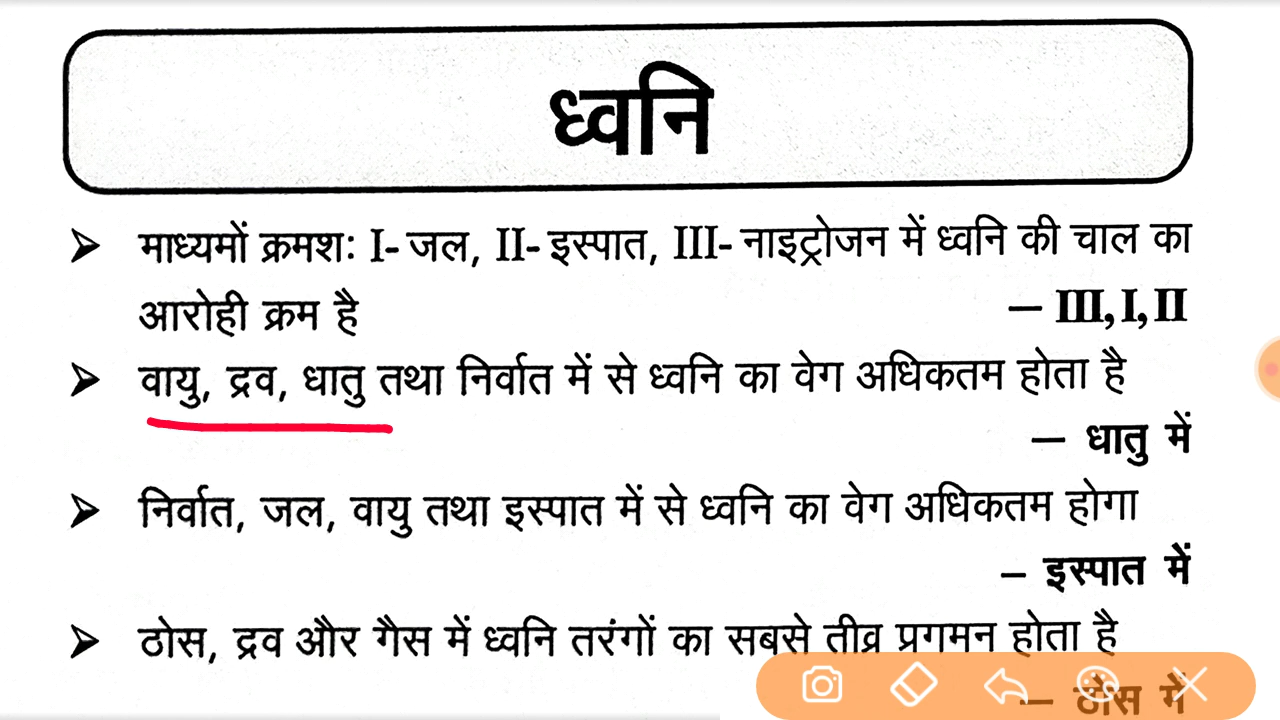 ध्वनि
➢ माध्यमों क्रमश: I- जल, II- इस्पात, III- नाइट्रोजन में ध्वनि की चाल का
आरोही क्रम है — III, I, II
➢ वायु, द्रव, धातु तथा निर्वात में से ध्वनि का वेग अधिकतम होता है
— धातु में
➢ निर्वात, जल, वायु तथा इस्पात में से ध्वनि का वेग अधिकतम होगा
– इस्पात में
➢ ठोस, द्रव और गैस में ध्वनि तरंगों का सबसे तीव्र प्रगमन होता है
— ठोस में